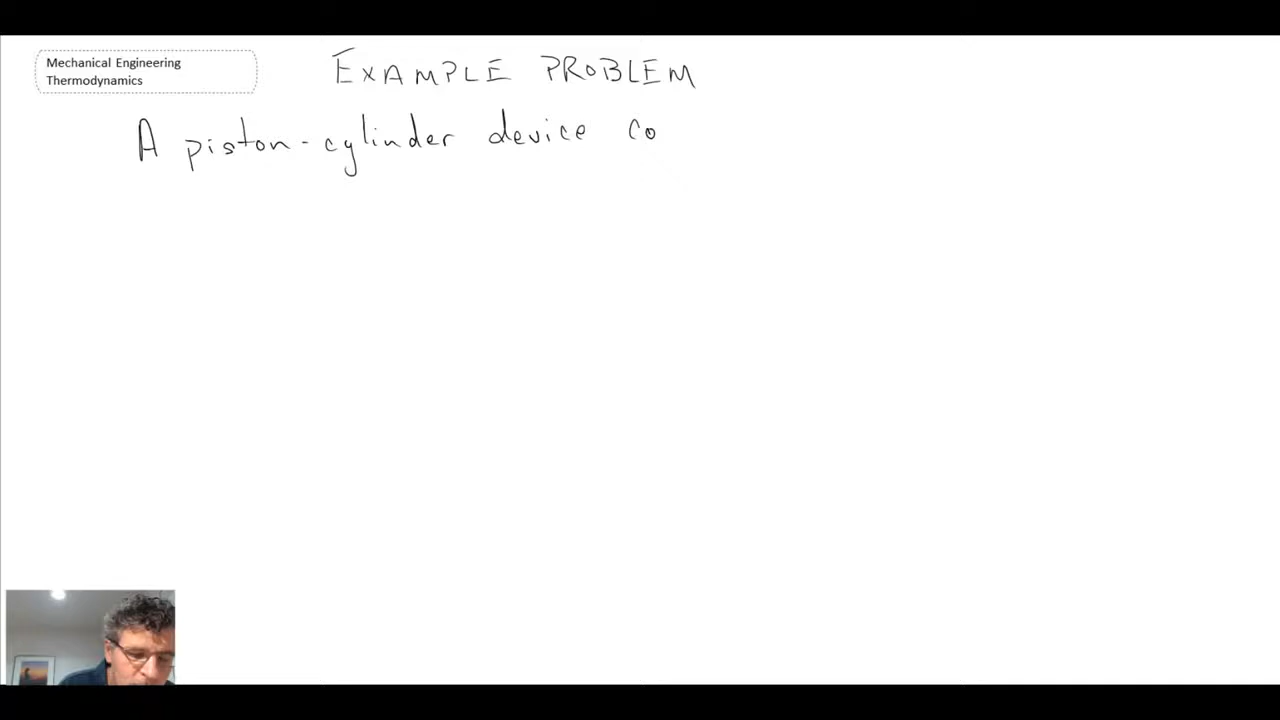 Mechanical Engineering
Thermodynamics
EXAMPLE PROBLEM
A piston-cylinder device co